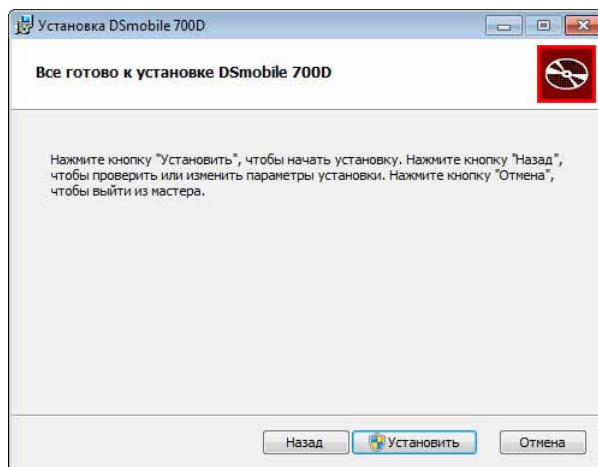 Установка DSmobile 700D
Все готово к установке DSmobile 700D
Нажмите кнопку "Установить", чтобы начать установку. Нажмите кнопку "Назад",
чтобы проверить или изменить параметры установки. Нажмите кнопку "Отмена",
чтобы выйти из мастера.
Назад
Установить
Отмена